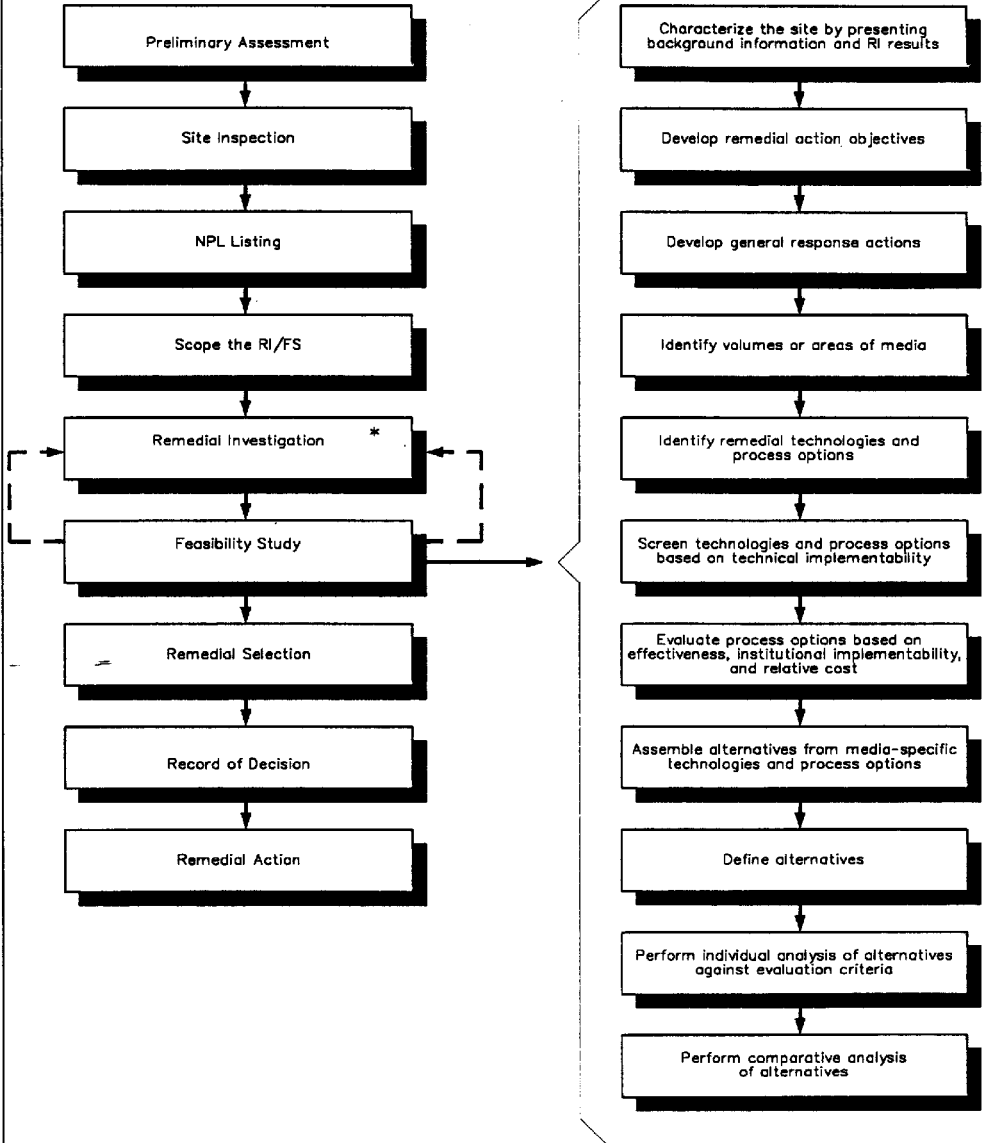 Preliminary Assessment
Site Inspection
NPL Listing
Scope the RI/FS
Remedial Investigation *
Feasibility Study
Remedial Selection
Record of Decision
Remedial Action
Characterize the site by presenting
background information and RI results
Develop remedial action objectives
Develop general response actions
Identify volumes or areas of media
Identify remedial technologies and
process options
Screen technologies and process options
based on technical implementability
Evaluate process options based on
effectiveness, institutional implementability,
and relative cost
Assemble alternatives from media-specific
technologies and process options
Define alternatives
Perform individual analysis of alternatives
against evaluation criteria
Perform comparative analysis
of alternatives